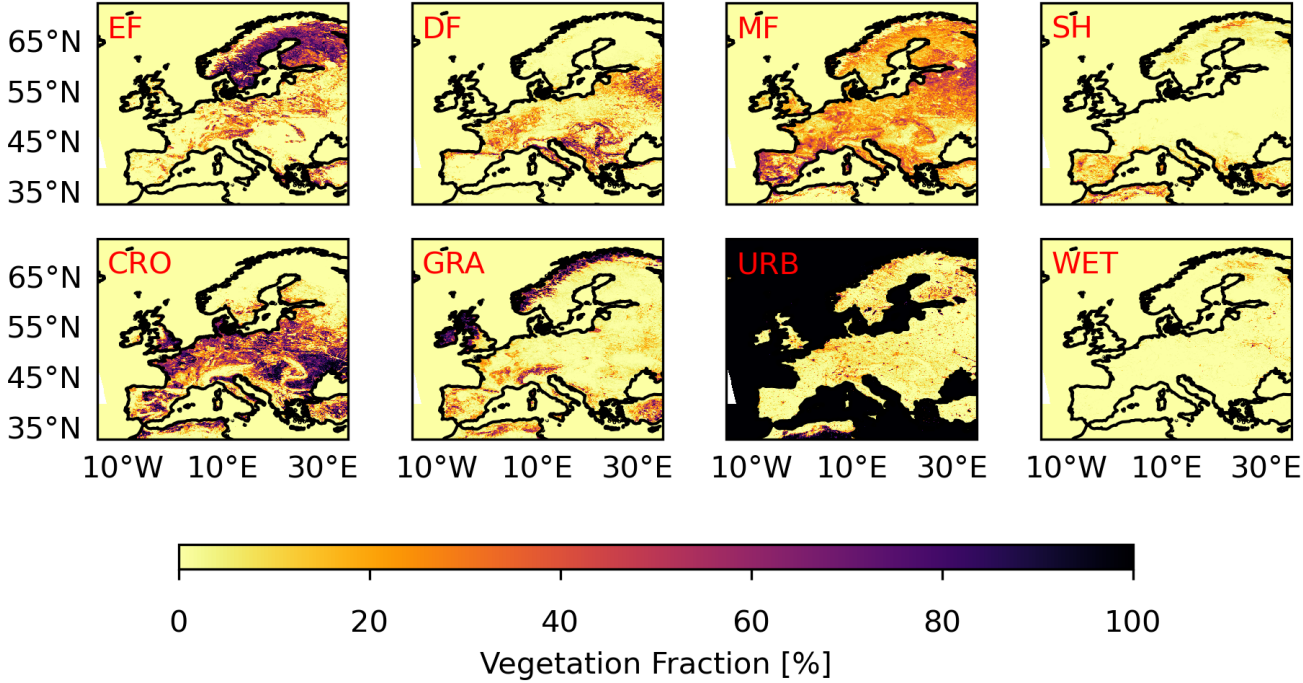 EF DF MF SH
65°N
55°N
45°N
35°N
CRO GRA URB WET
65°N
55°N
45°N
35°N
10°W 10°E 30°E 10°W 10°E 30°E 10°W 10°E 30°E 10°W 10°E 30°E
0 20 40 60 80 100
Vegetation Fraction [%]